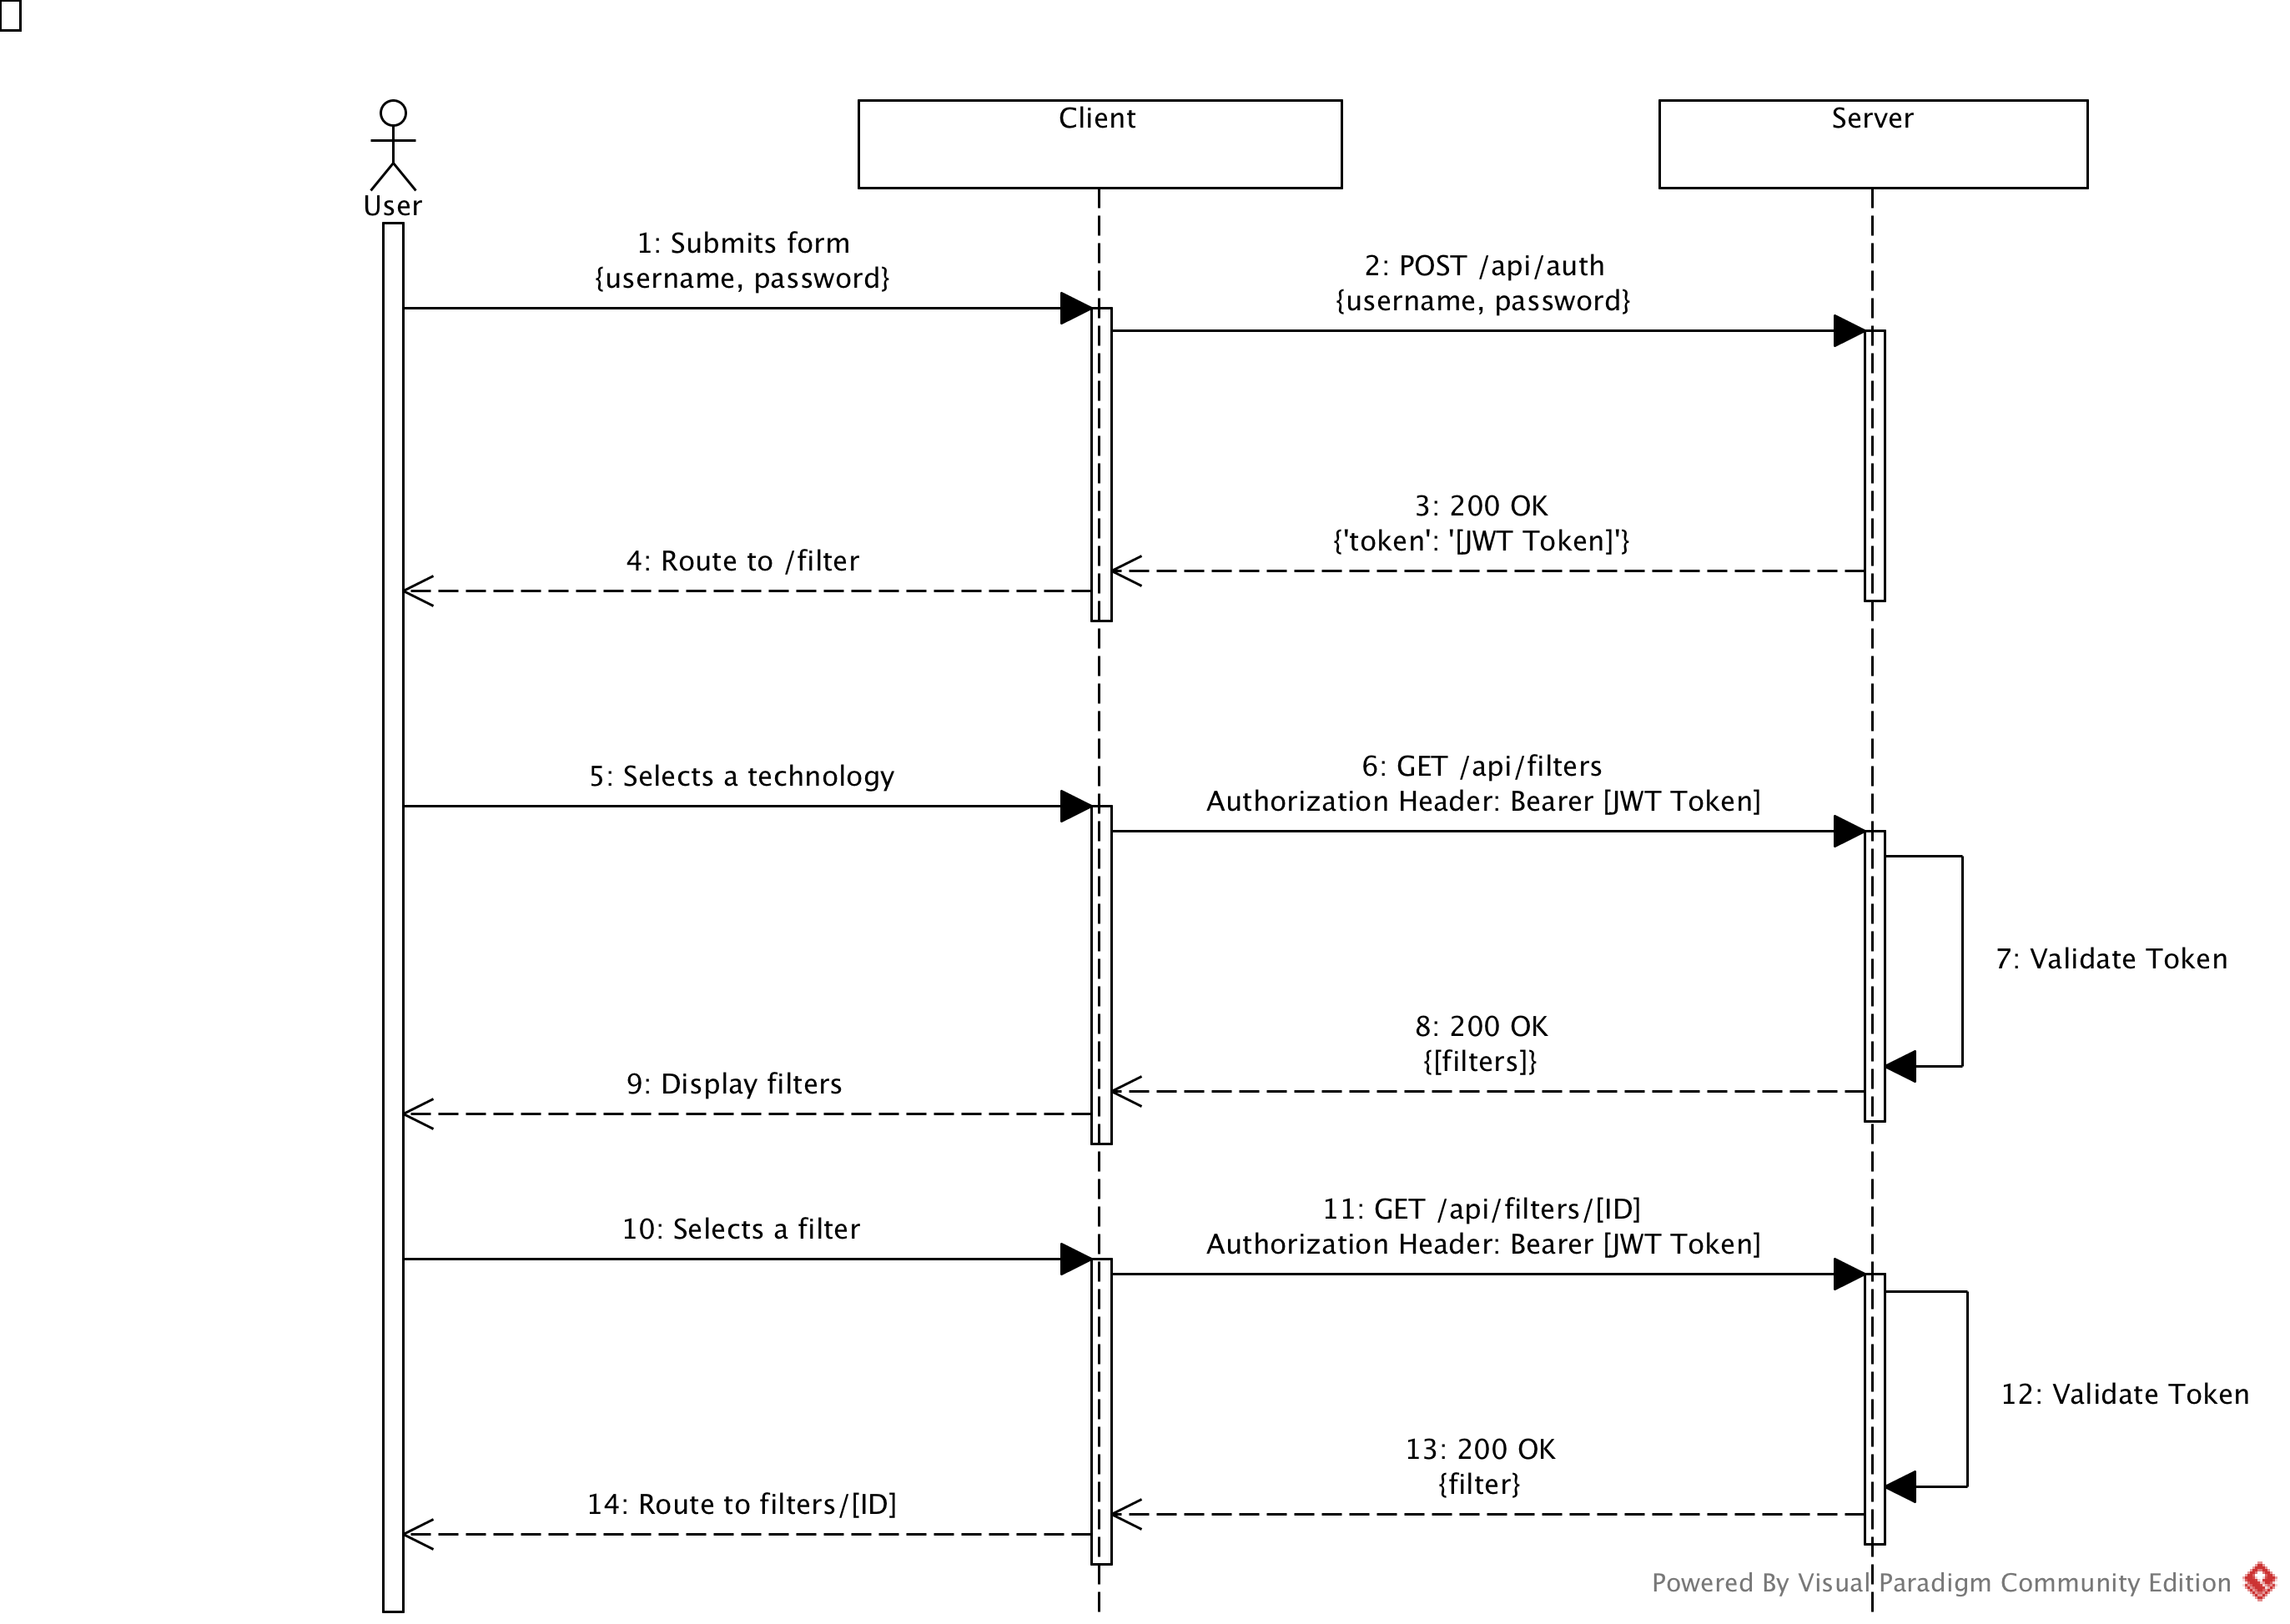 Client
Server
User
1: Submits form
{username, password}
2: POST /api/auth
{username, password}
3: 200 OK
{'token': '[JWT Token]'}
4: Route to /filter
5: Selects a technology
6: GET /api/filters
Authorization Header: Bearer [JWT Token]
7: Validate Token
8: 200 OK
{[filters]}
9: Display filters
10: Selects a filter
11: GET /api/filters/[ID]
Authorization Header: Bearer [JWT Token]
12: Validate Token
13: 200 OK
{filter}
14: Route to filters/[ID]
Powered By Visual Paradigm Community Edition